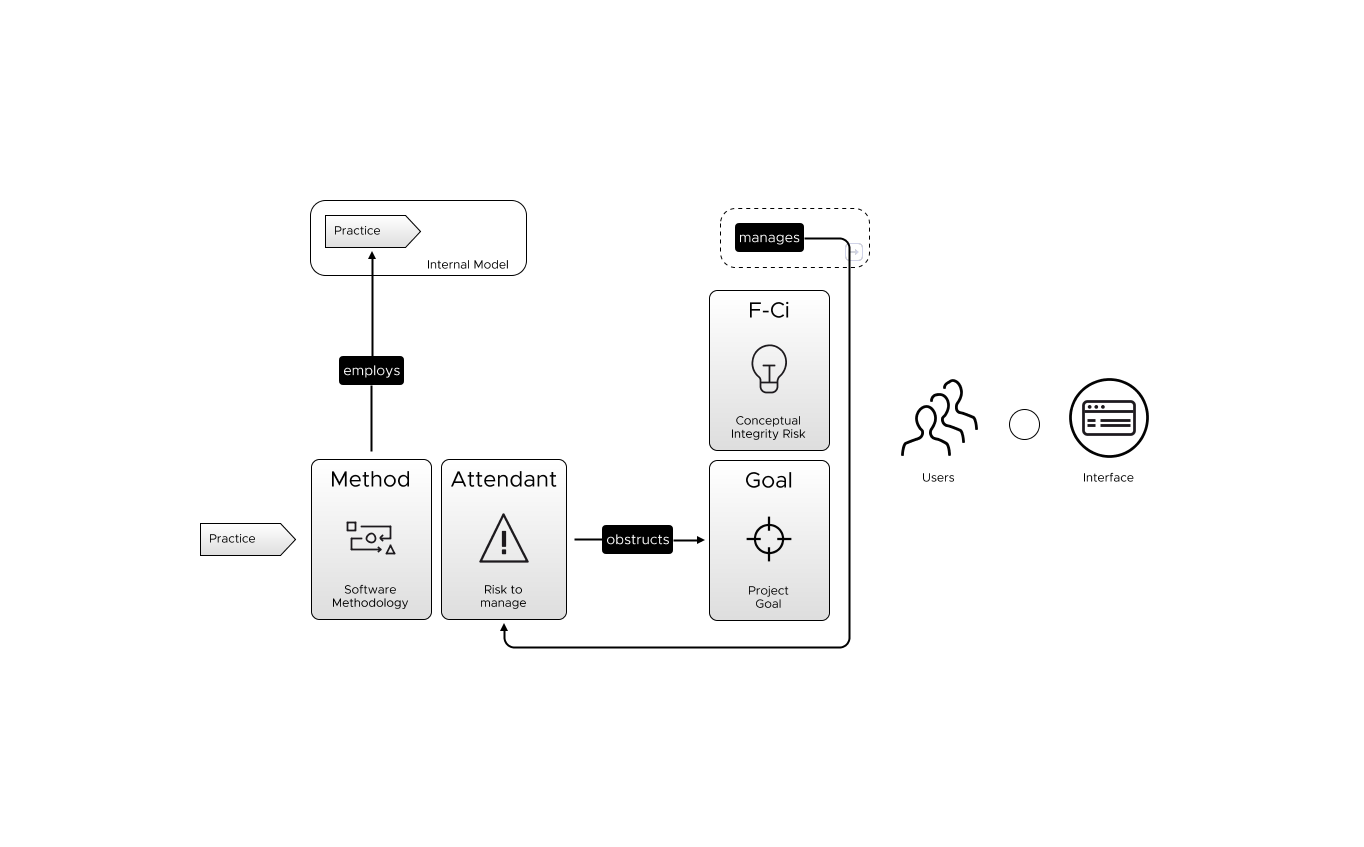 Practice
Internal Model
manages
F-Ci
Conceptual
Integrity Risk
employs
Method
Software
Methodology
Attendant
Risk to
manage
obstructs
Goal
Project
Goal
Practice
Users
Interface